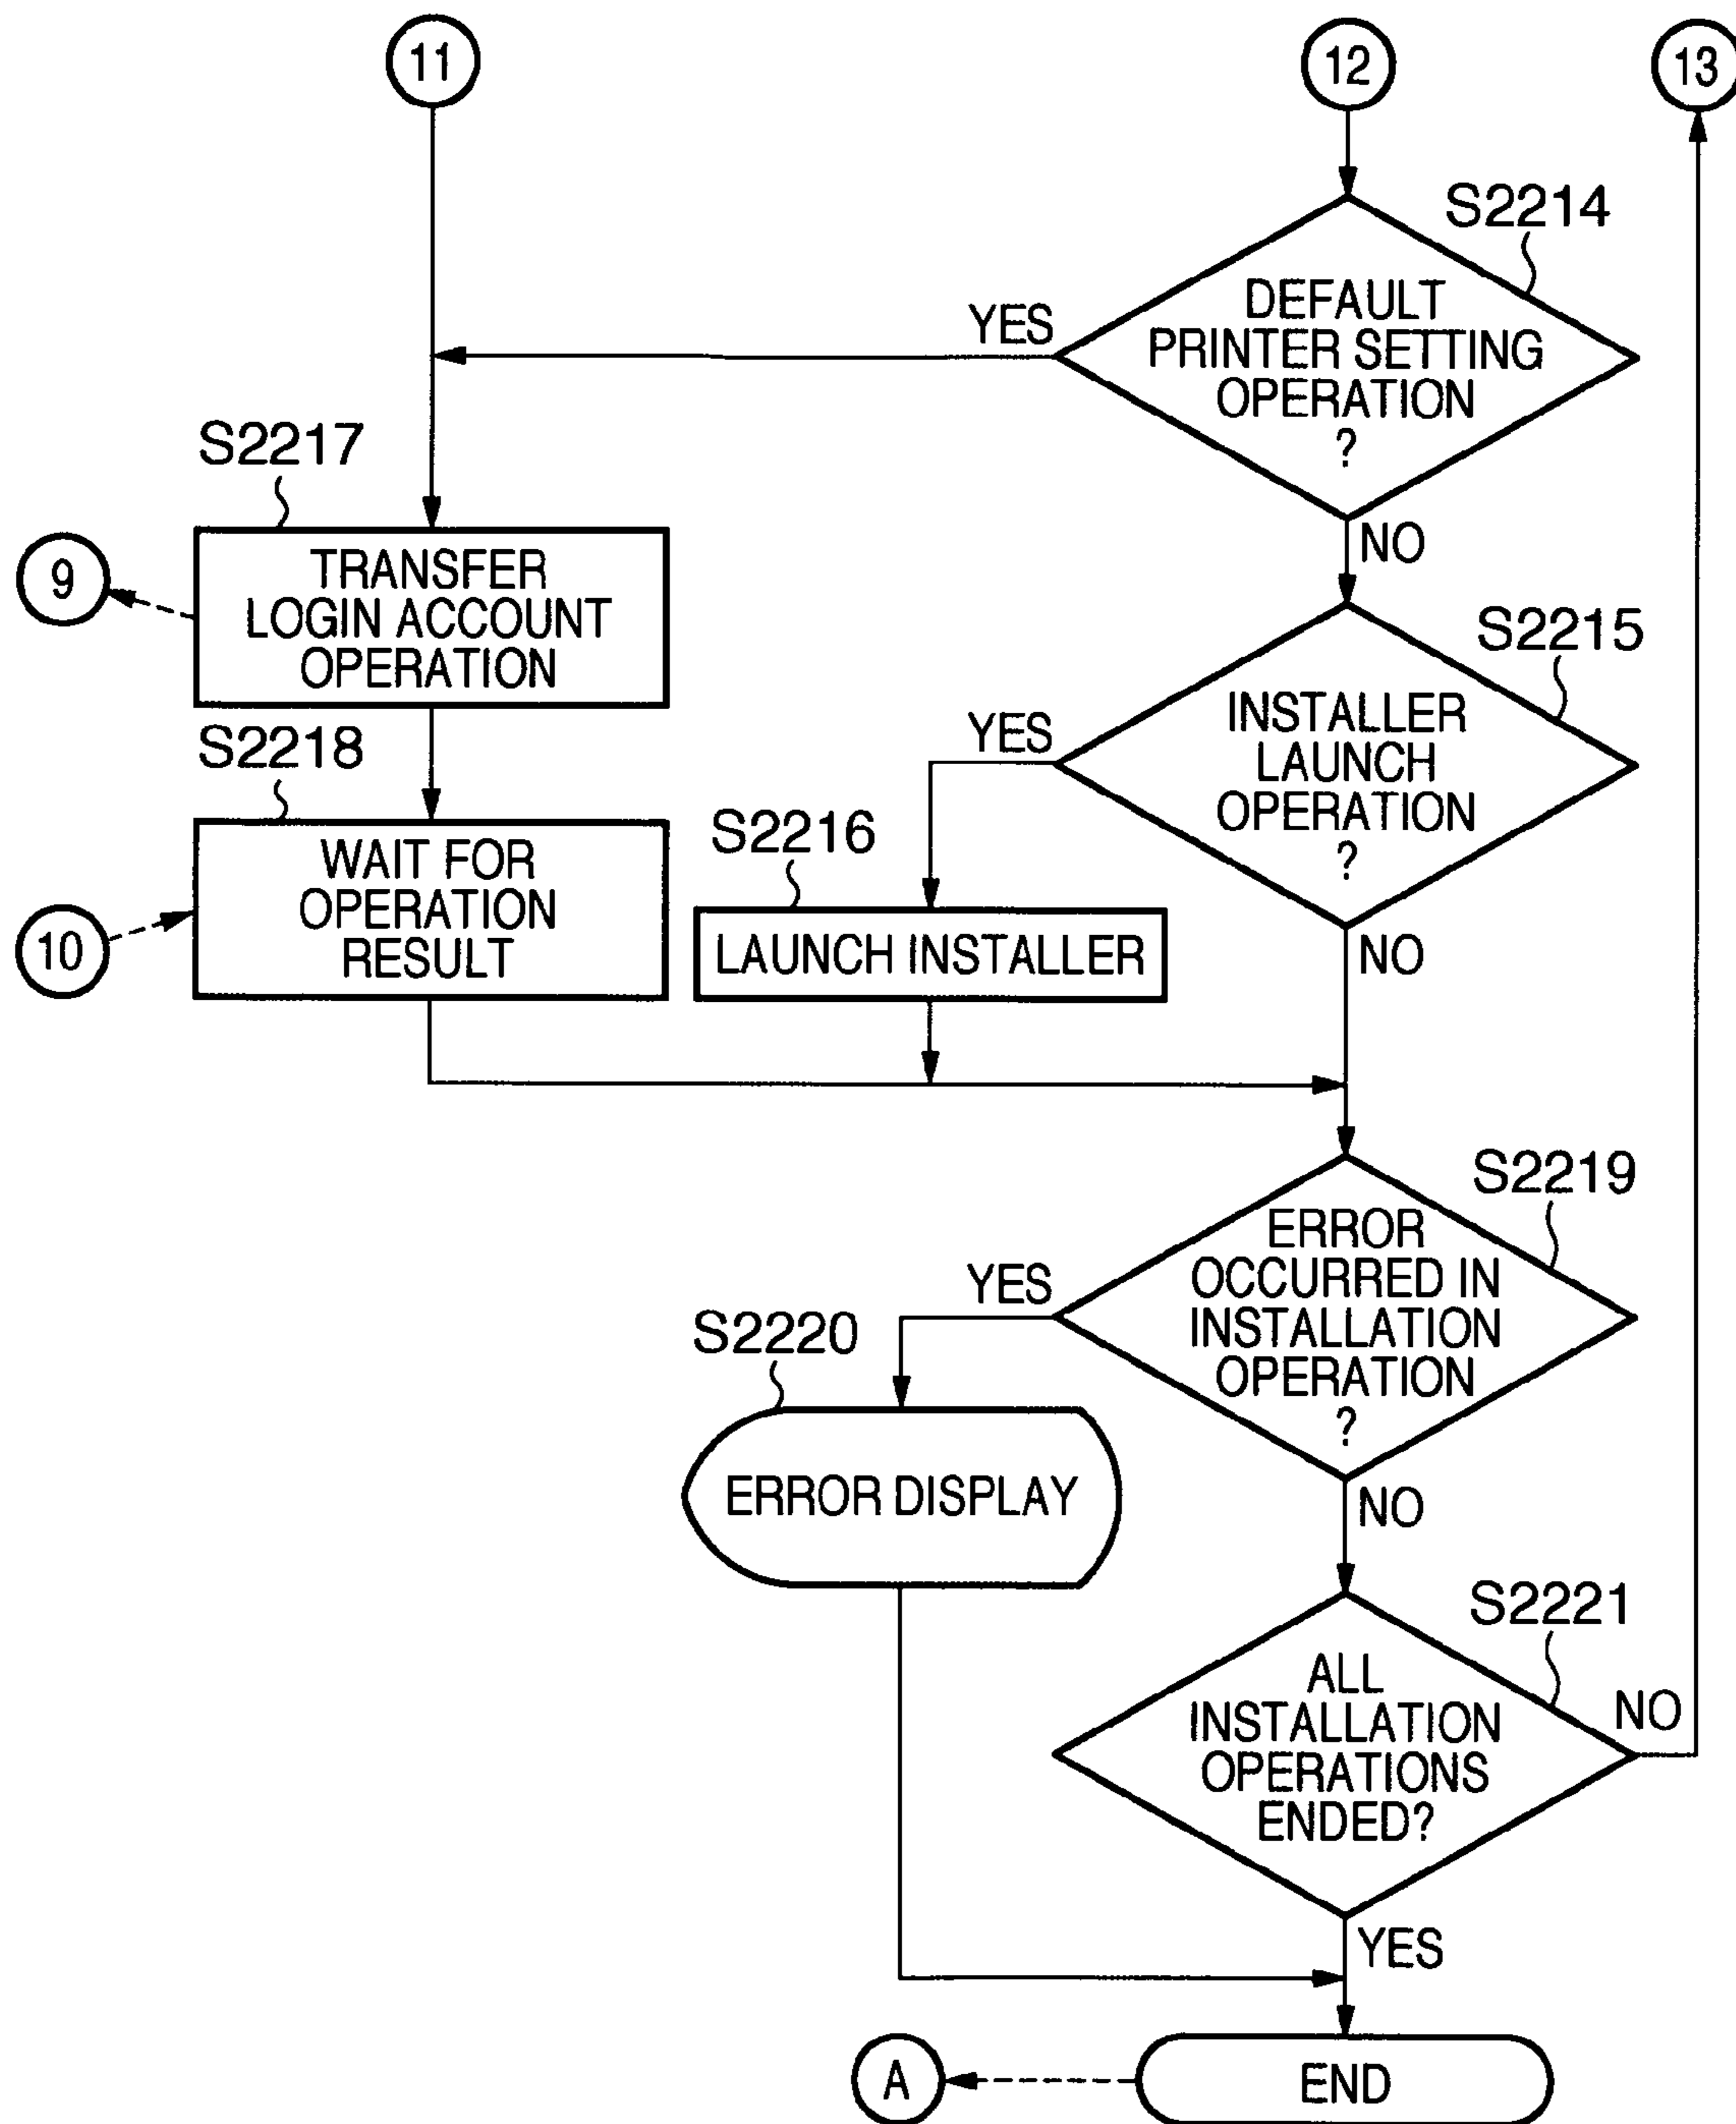 11
12
13
S2214
DEFAULT
PRINTER SETTING
OPERATION
?
YES
NO
S2217
TRANSFER
LOGIN ACCOUNT
OPERATION
9
S2215
INSTALLER
LAUNCH
OPERATION
?
YES
NO
S2218
WAIT FOR
OPERATION
RESULT
10
S2216
LAUNCH INSTALLER
S2219
ERROR
OCCURRED IN
INSTALLATION
OPERATION
?
YES
NO
S2220
ERROR DISPLAY
S2221
ALL
INSTALLATION
OPERATIONS
ENDED?
NO
YES
A
END